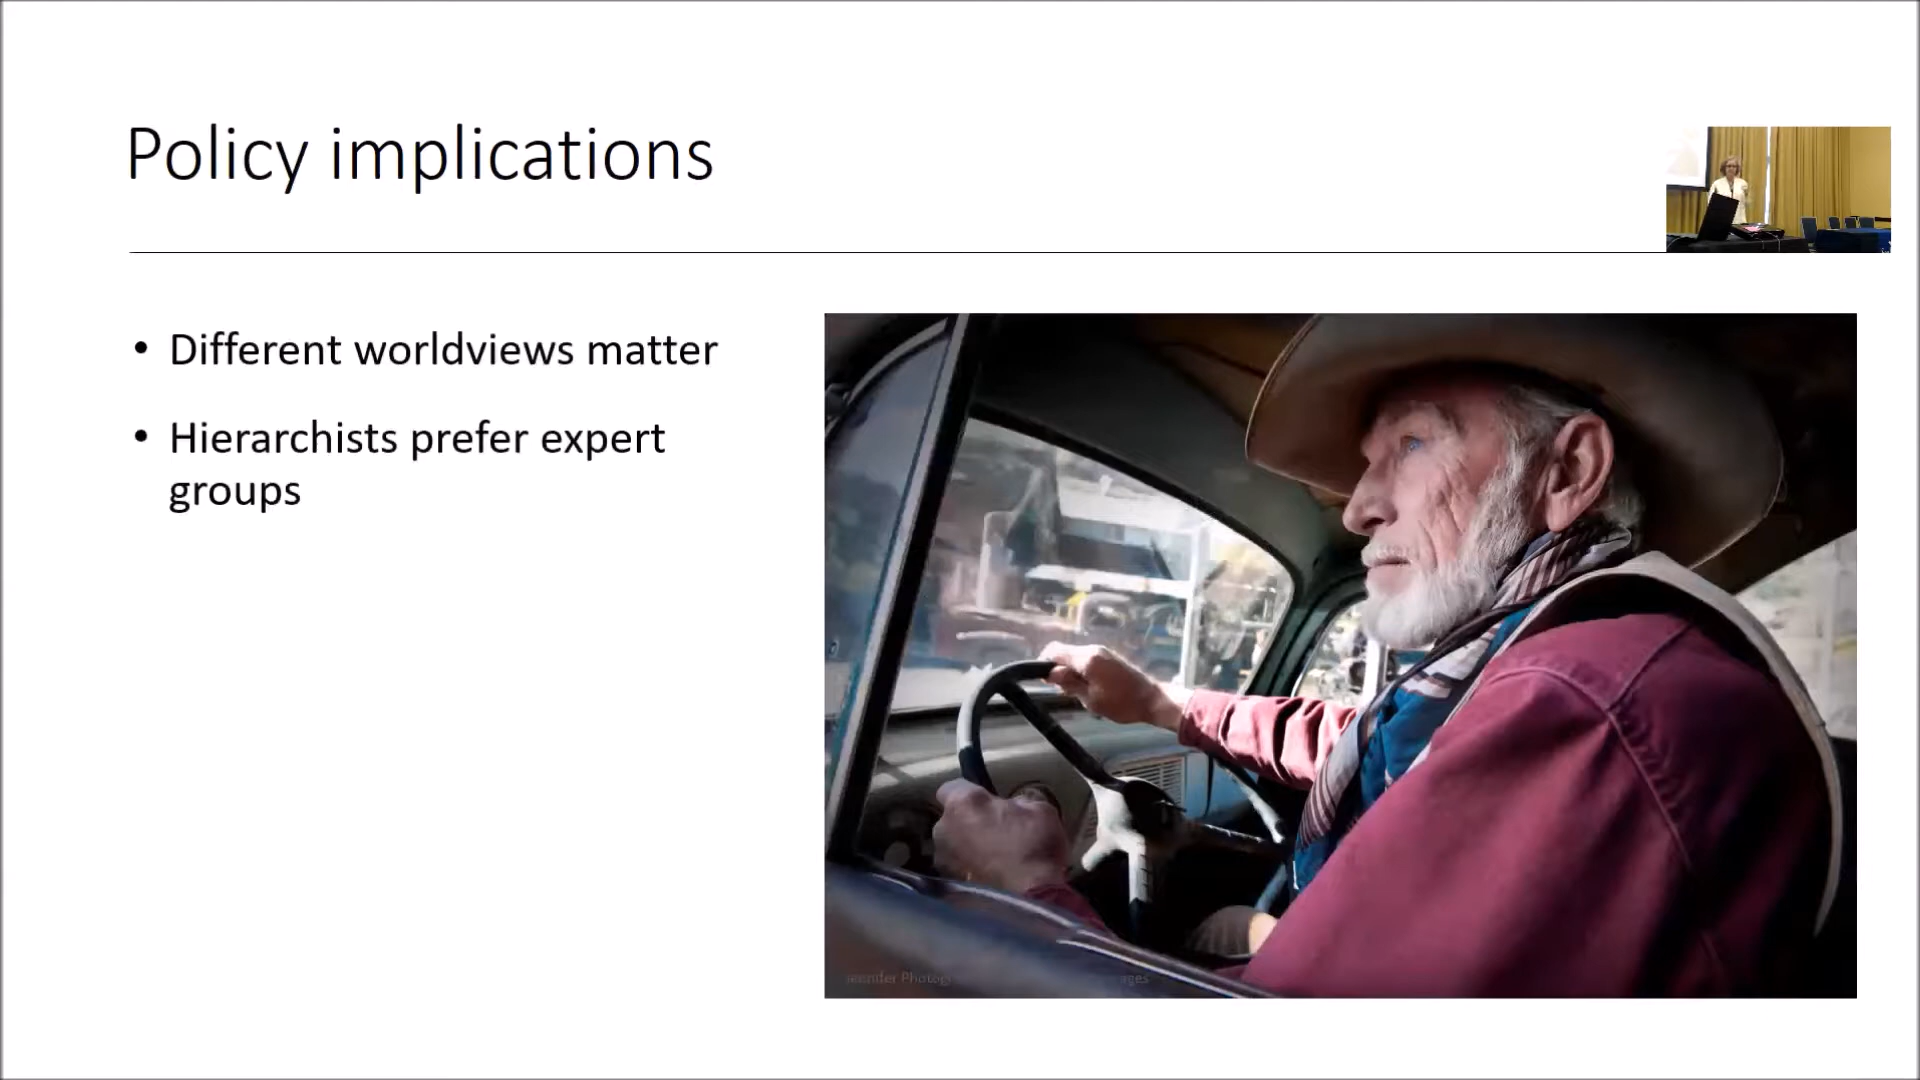 Policy implications
• Different worldviews matter
• Hierarchists prefer expert
groups